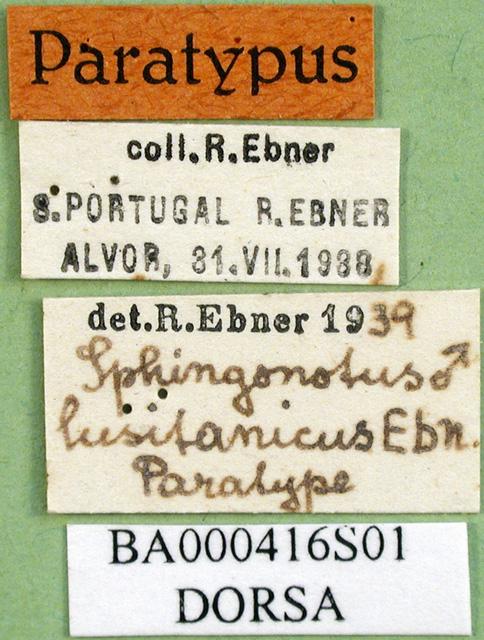 Paratypus
coll. R. Ebner
S. PORTUGAL R. EBNER
ALVOR, 31.VII.1938
det. R. Ebner 1939
Sphingonotus ♂
lusitanicus Ebn.
Paratype
BA000416S01
DORSA